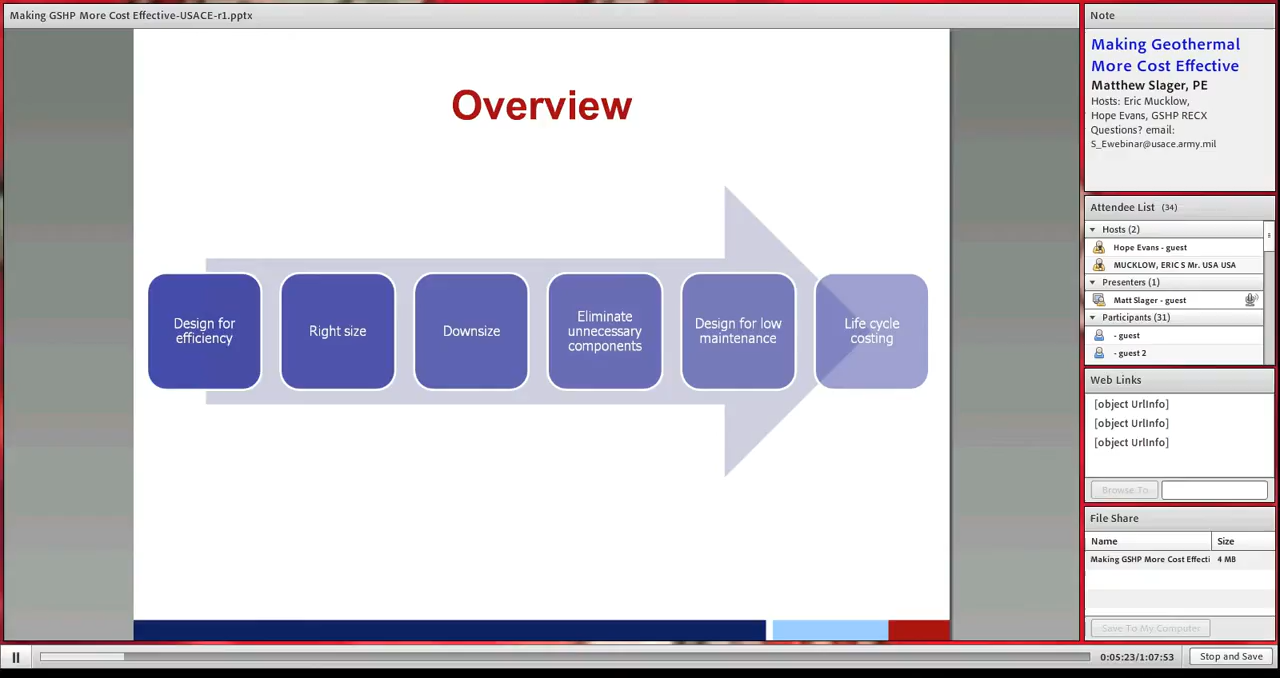 Making GSHP More Cost Effective-USACE-r1.pptx
Overview
Design for
efficiency
Right size
Downsize
Eliminate
unnecessary
components
Design for low
maintenance
Life cycle
costing
Note
Making Geothermal
More Cost Effective
Matthew Slager, PE
Hosts: Eric Mucklow,
Hope Evans, GSHP RECX
Questions? email:
S_Ewebinar@usace.army.mil
Attendee List (34)
Hosts (2)
Hope Evans - guest
MUCKLOW, ERIC S Mr. USA USA
Presenters (1)
Matt Slager - guest
Participants (31)
- guest
- guest 2
Web Links
[object UrlInfo]
[object UrlInfo]
[object UrlInfo]
Browse To
File Share
Name Size
Making GSHP More Cost Effecti 4 MB
Save To My Computer
0:05:23/1:07:53 Stop and Save